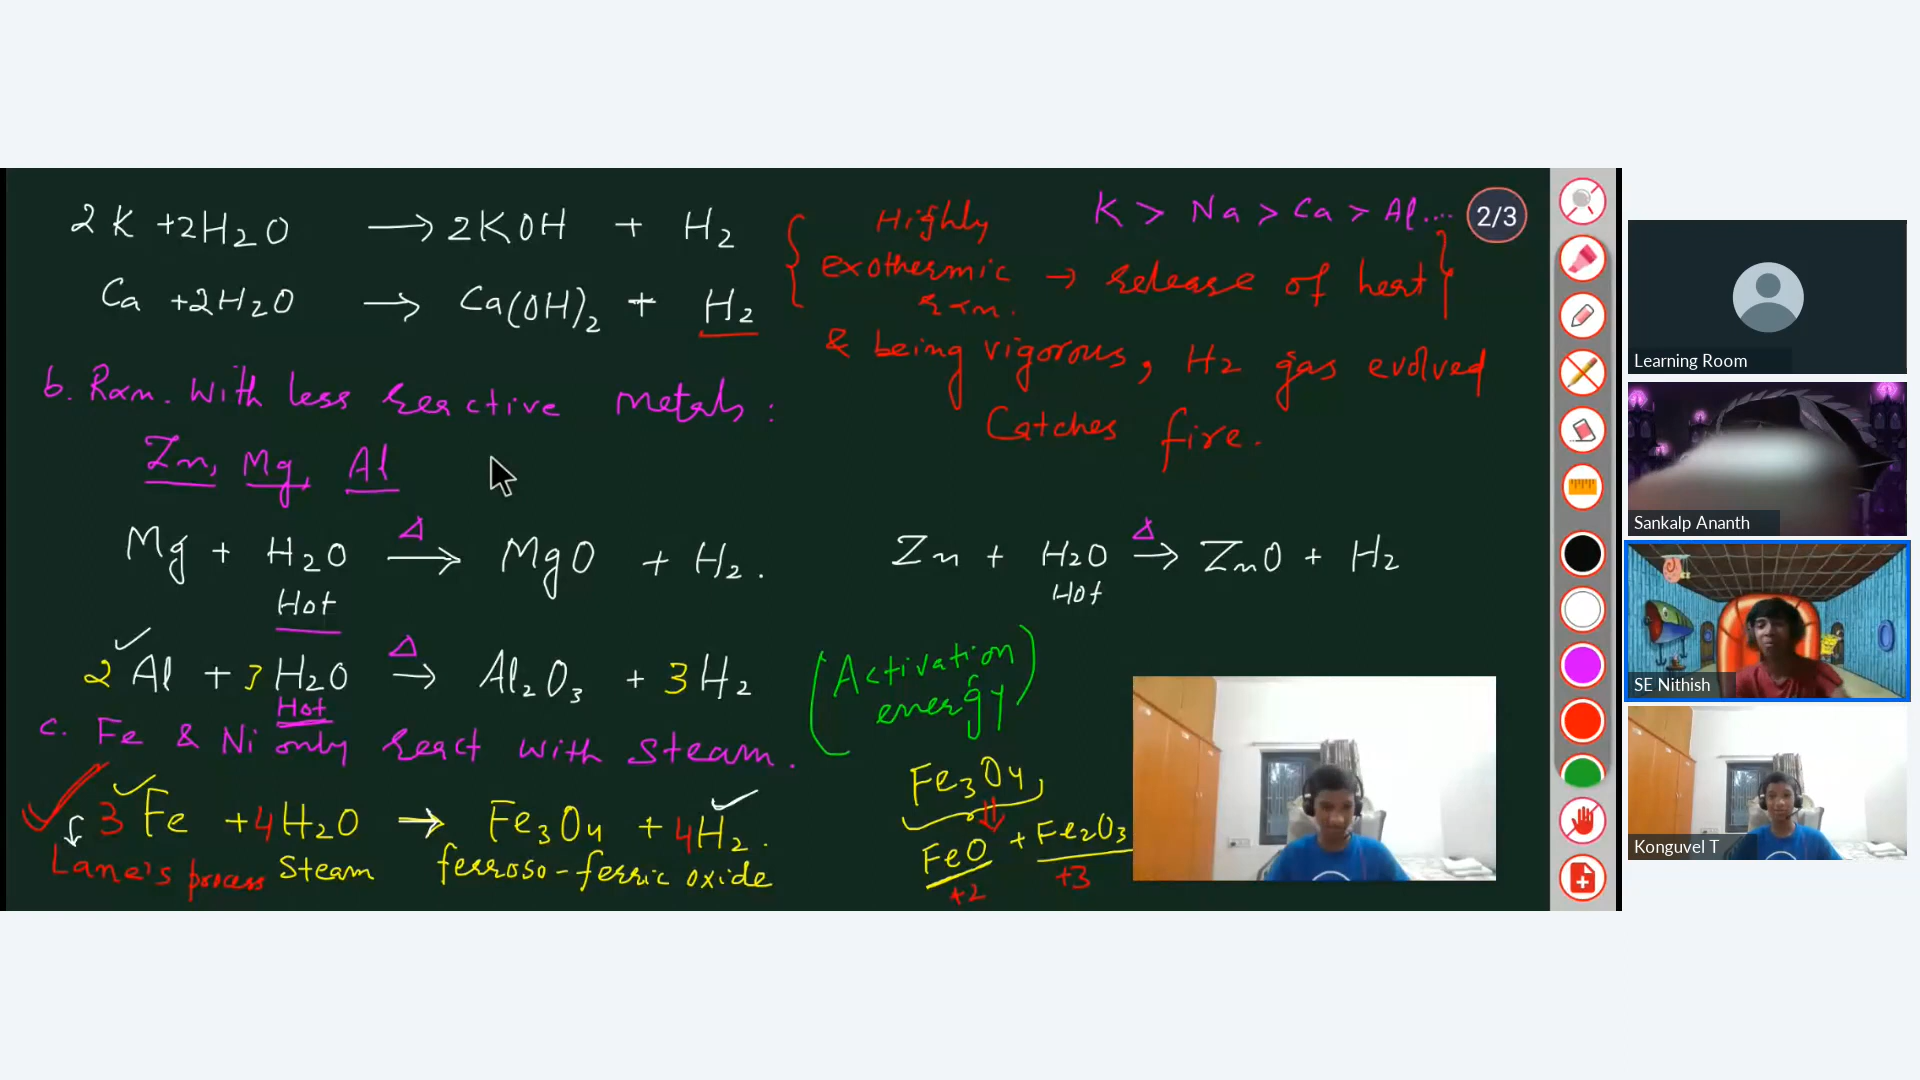 2K + 2H2O → 2KOH + H2
Ca + 2H2O → Ca(OH)2 + H2
K > Na > Ca > Al....
2/3
Highly
exothermic → release of heat
rxn.
& being vigorous, H2 gas evolved
Catches fire.
b. Rxn. With less reactive metals:
Zn, Mg, Al
Mg + H2O Δ→ MgO + H2.
Hot
Zn + H2O Δ→ ZnO + H2
Hot
2Al + 3H2O Δ→ Al2O3 + 3H2
Hot
(Activation
energy)
c. Fe & Ni only react with steam.
3Fe + 4H2O → Fe3O4 + 4H2.
Lane's process Steam ferroso-ferric oxide
Fe3O4
FeO + Fe2O3
+2 +3
Learning Room
Sankalp Ananth
SE Nithish
Konguvel T